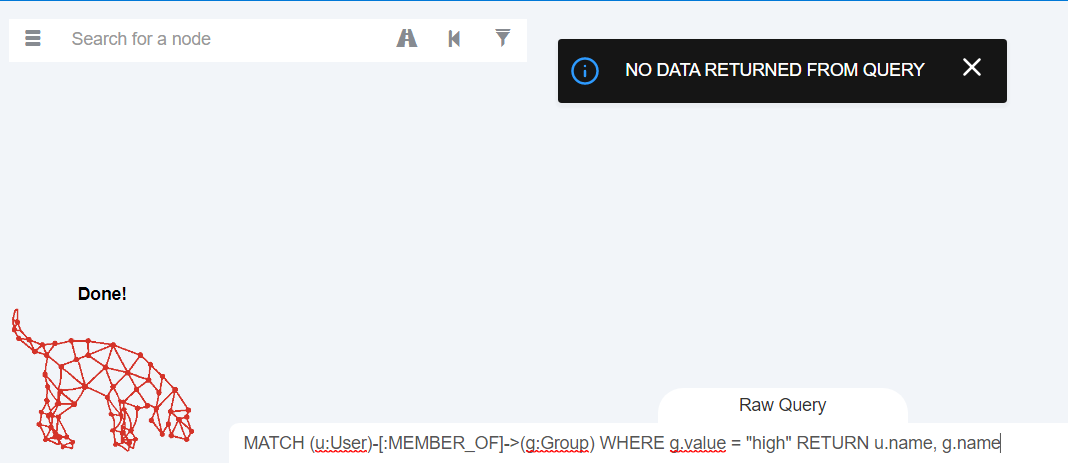 Search for a node
NO DATA RETURNED FROM QUERY
Done!
Raw Query
MATCH (u:User)-[:MEMBER_OF]->(g:Group) WHERE g.value = "high" RETURN u.name, g.name